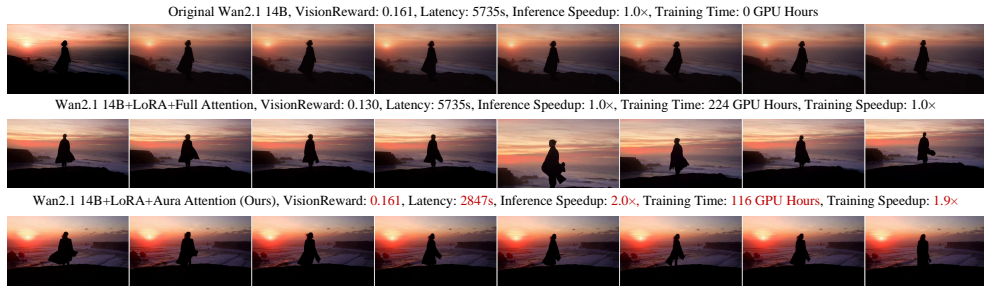 Original Wan2.1 14B, VisionReward: 0.161, Latency: 5735s, Inference Speedup: 1.0×, Training Time: 0 GPU Hours
Wan2.1 14B+LoRA+Full Attention, VisionReward: 0.130, Latency: 5735s, Inference Speedup: 1.0×, Training Time: 224 GPU Hours, Training Speedup: 1.0×
Wan2.1 14B+LoRA+Aura Attention (Ours), VisionReward: 0.161, Latency: 2847s, Inference Speedup: 2.0×, Training Time: 116 GPU Hours, Training Speedup: 1.9×